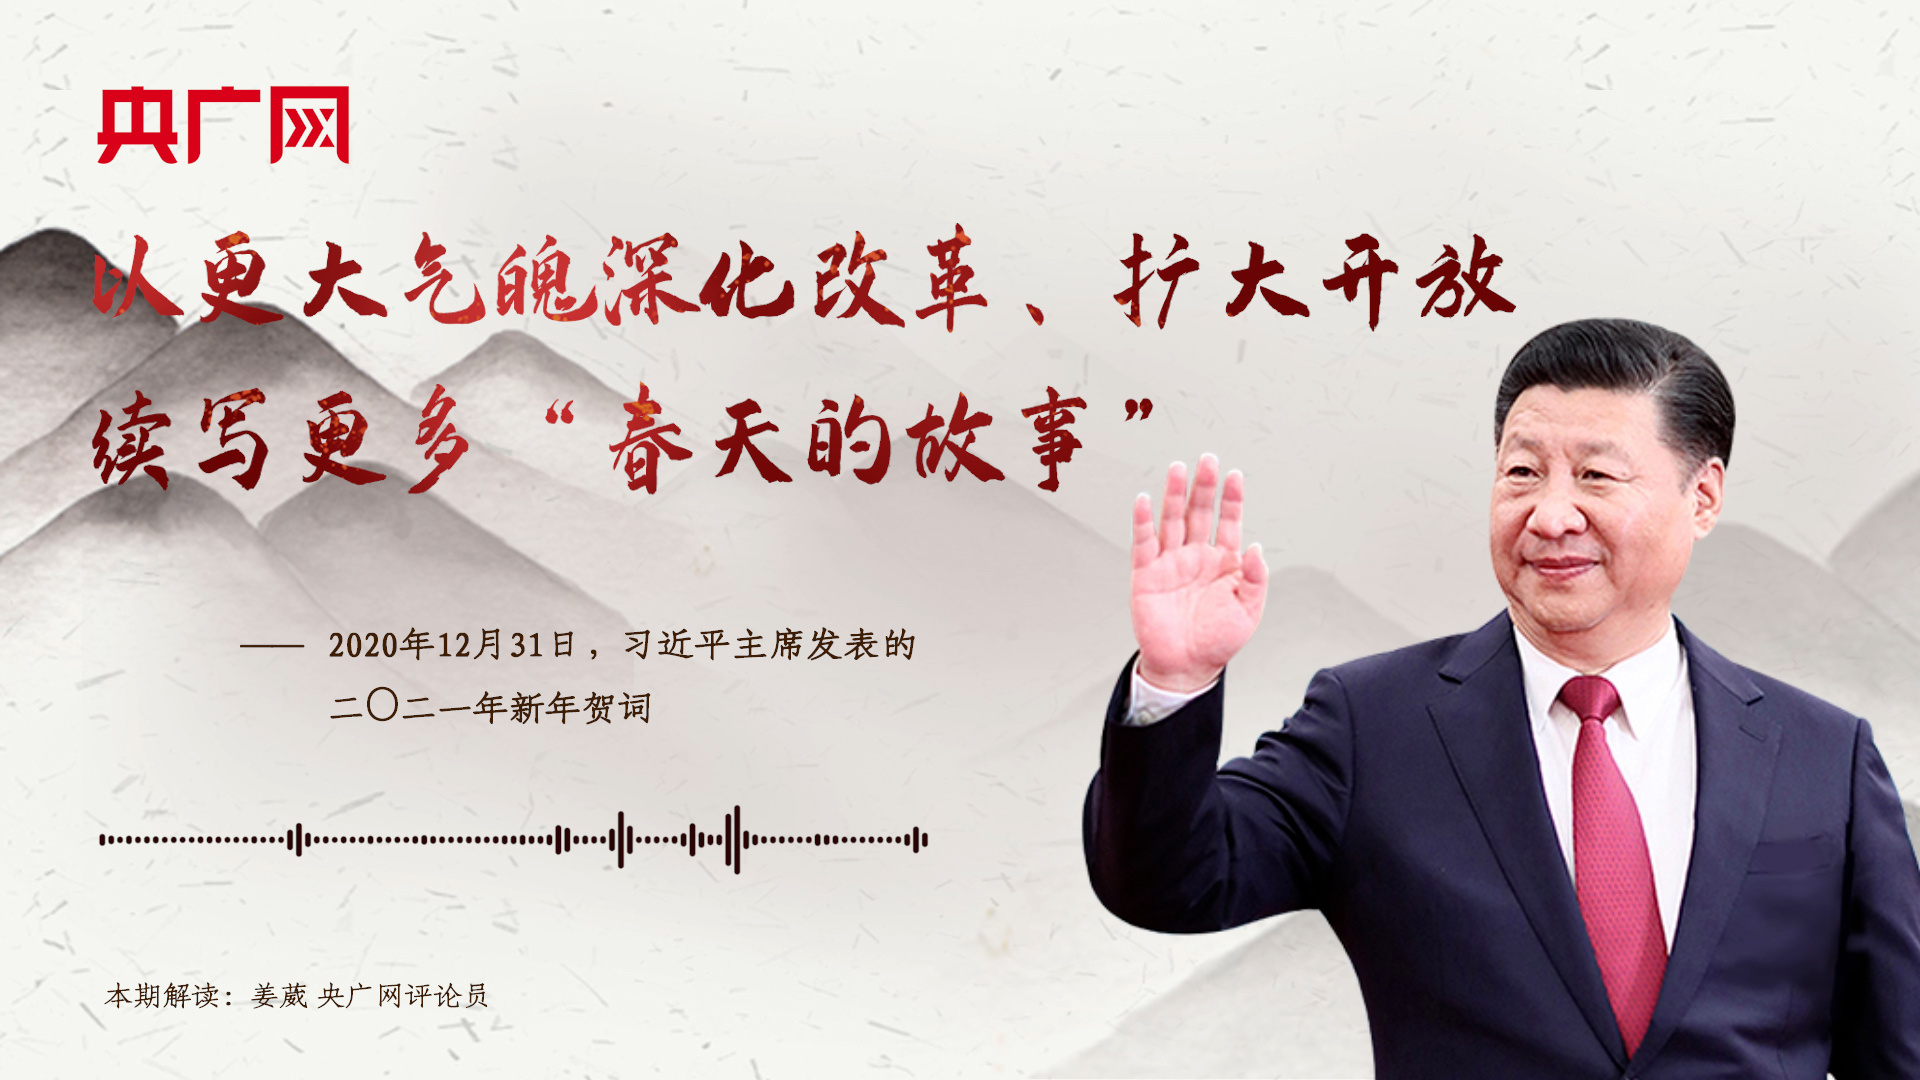 央广网
以更大气魄深化改革、扩大开放
续写更多“春天的故事”
—— 2020年12月31日，习近平主席发表的
二〇二一年新年贺词
本期解读：姜葳 央广网评论员